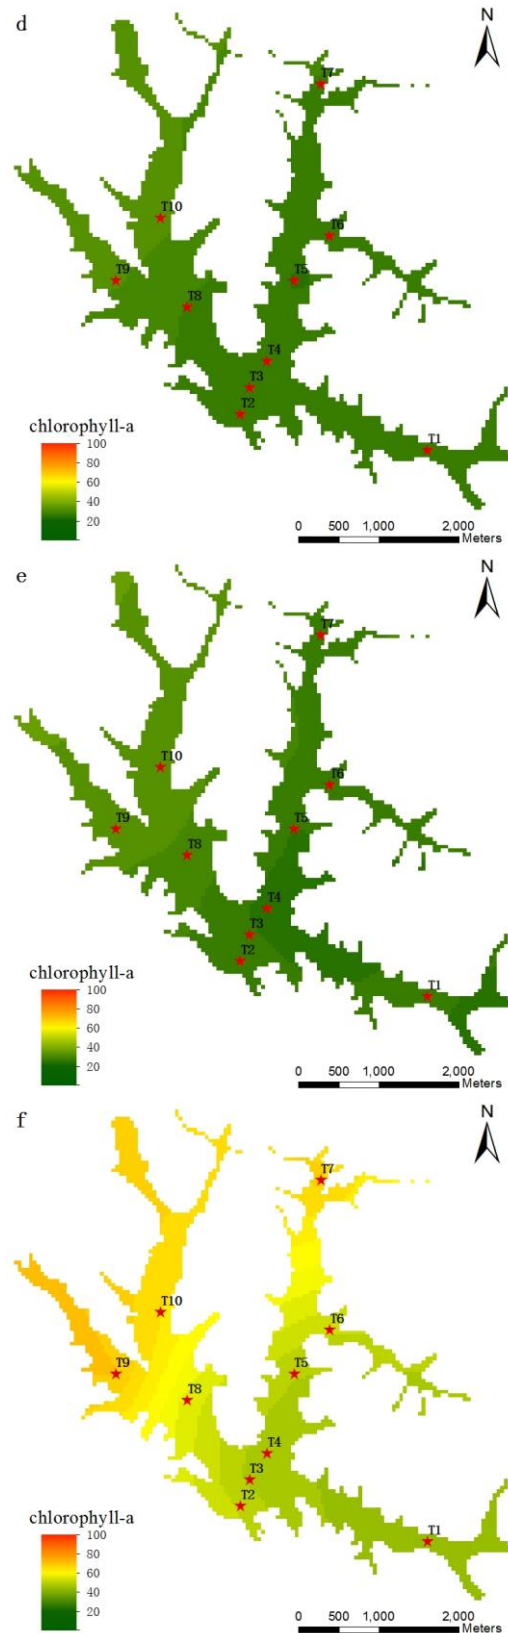 d
N
T7
T10
T6
T9
T5
T8
T4
T3
T2
chlorophyll-a
T1
100
80
60
40
20
0 500 1,000 2,000
Meters
e
N
T7
T10
T6
T9
T5
T8
T4
T3
T2
chlorophyll-a
T1
100
80
60
40
20
0 500 1,000 2,000
Meters
f
N
T7
T10
T6
T9
T5
T8
T4
T3
T2
chlorophyll-a
T1
100
80
60
40
20
0 500 1,000 2,000
Meters